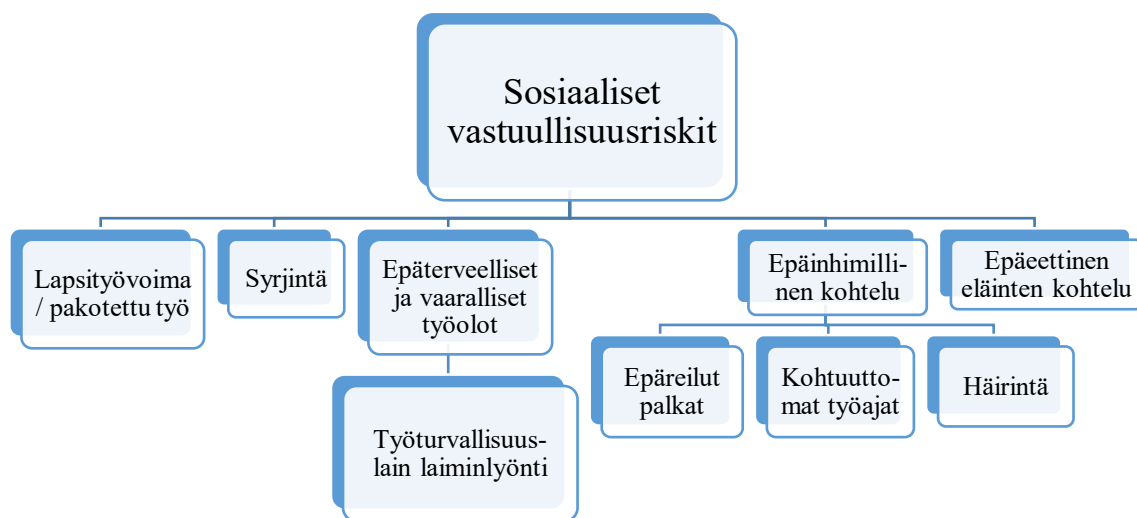 Sosiaaliset
vastuullisuusriskit
Lapsityövoima
/ pakotettu työ
Syrjintä
Epäterveelliset
ja vaaralliset
työolot
Epäinhimilli-
nen kohtelu
Epäeettinen
eläinten kohtelu
Työturvallisuus-
lain laiminlyönti
Epäreilut
palkat
Kohtuutto-
mat työajat
Häirintä